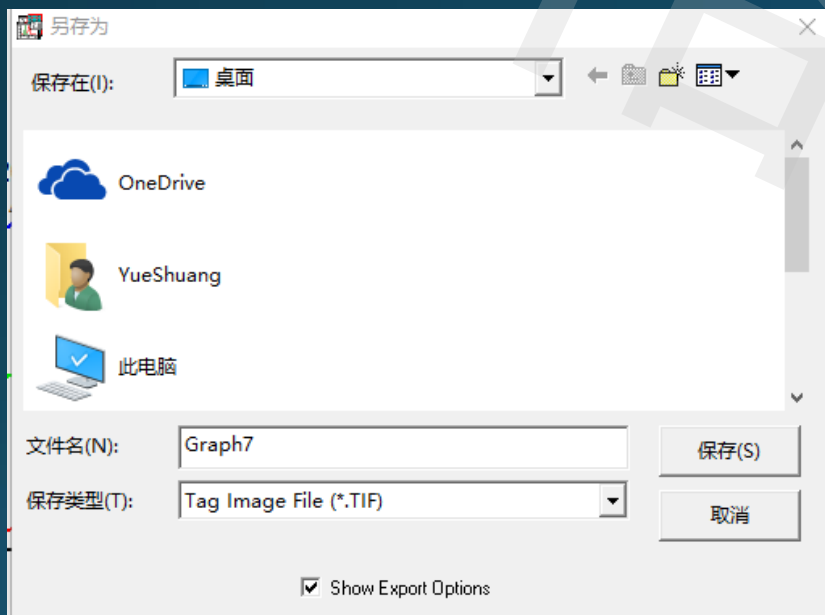 另存为
保存在(I):
桌面
OneDrive
YueShuang
此电脑
文件名(N):
Graph7
保存(S)
保存类型(T):
Tag Image File (*.TIF)
取消
Show Export Options